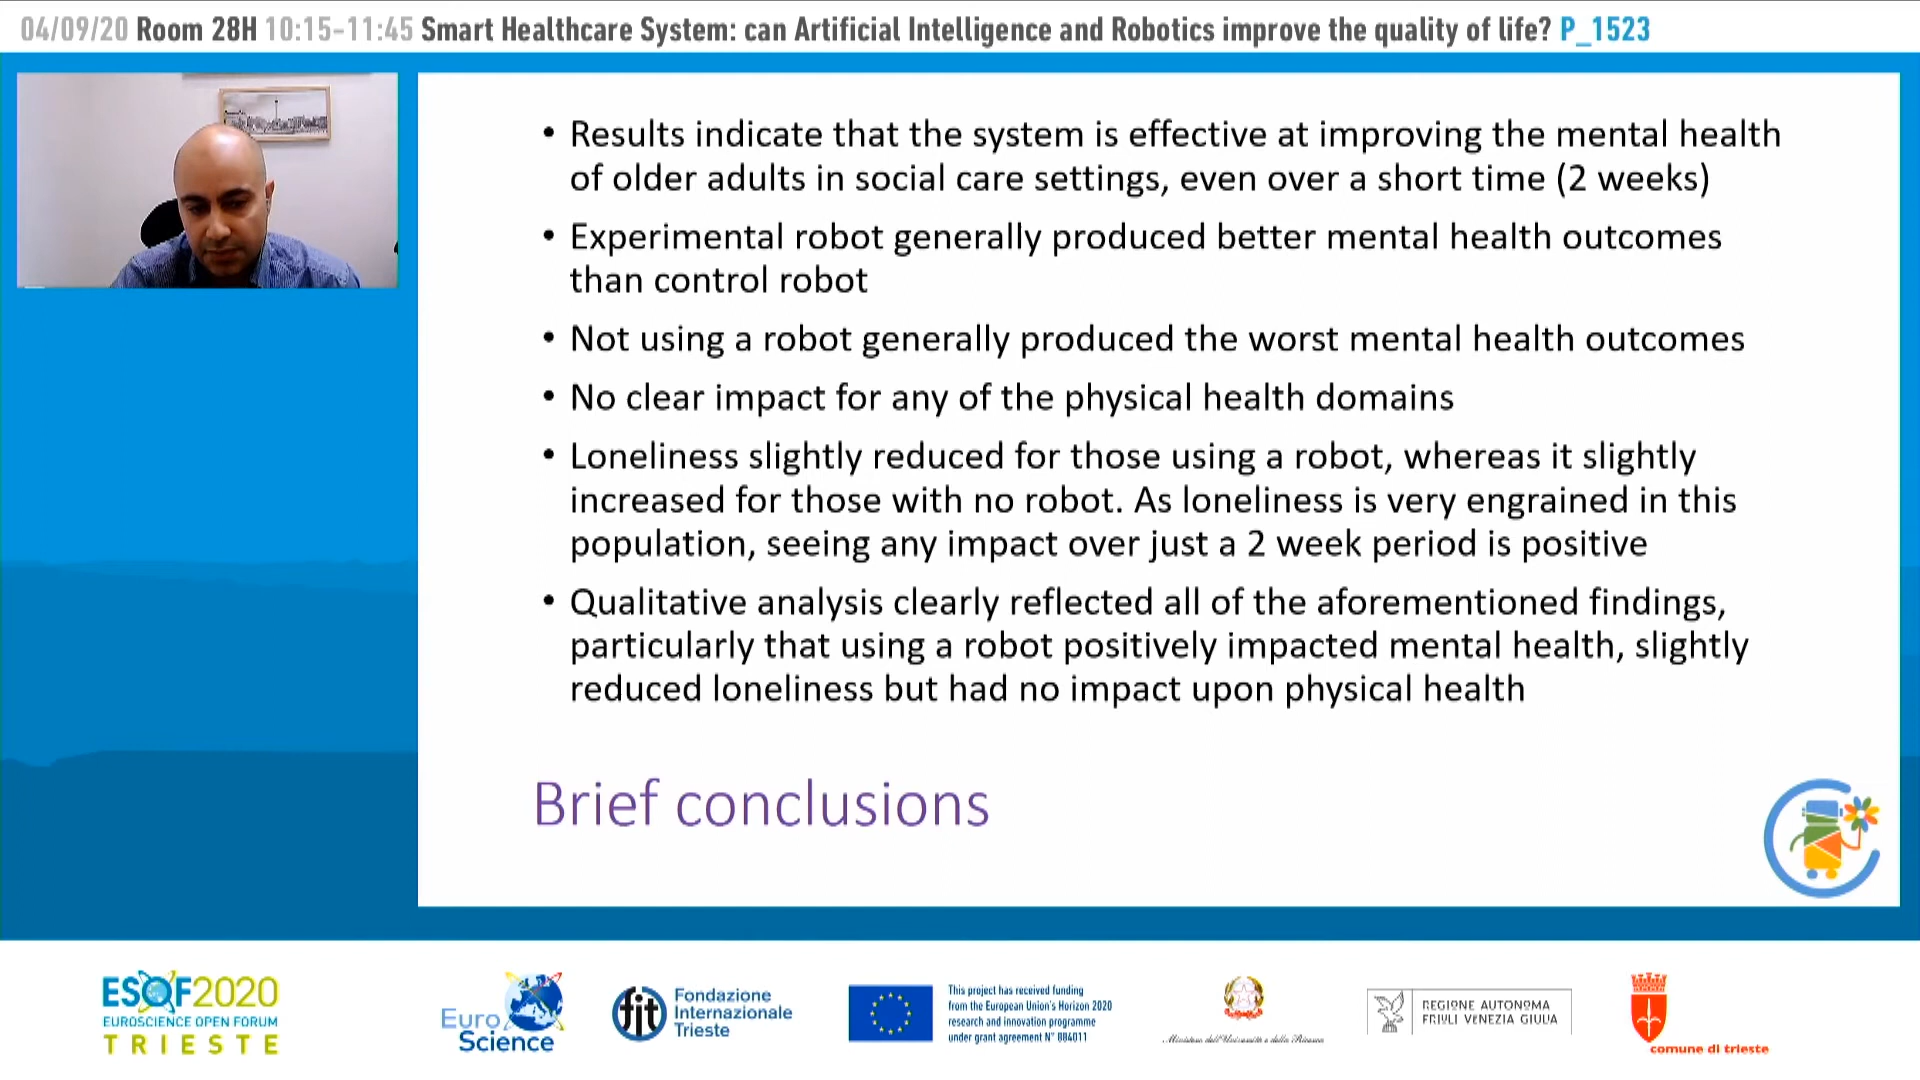 04/09/20 Room 28H 10:15-11:45 Smart Healthcare System: can Artificial Intelligence and Robotics improve the quality of life? P_1523
• Results indicate that the system is effective at improving the mental health
of older adults in social care settings, even over a short time (2 weeks)
• Experimental robot generally produced better mental health outcomes
than control robot
• Not using a robot generally produced the worst mental health outcomes
• No clear impact for any of the physical health domains
• Loneliness slightly reduced for those using a robot, whereas it slightly
increased for those with no robot. As loneliness is very engrained in this
population, seeing any impact over just a 2 week period is positive
• Qualitative analysis clearly reflected all of the aforementioned findings,
particularly that using a robot positively impacted mental health, slightly
reduced loneliness but had no impact upon physical health
Brief conclusions
ESOF2020
EUROSCIENCE OPEN FORUM
TRIESTE
Euro
Science
fit
Fondazione
Internazionale
Trieste
This project has received funding
from the European Union's Horizon 2020
research and innovation programme
under grant agreement N° 884011
Ministero dell'Università e della Ricerca
REGIONE AUTONOMA
FRIULI VENEZIA GIULIA
comune di trieste